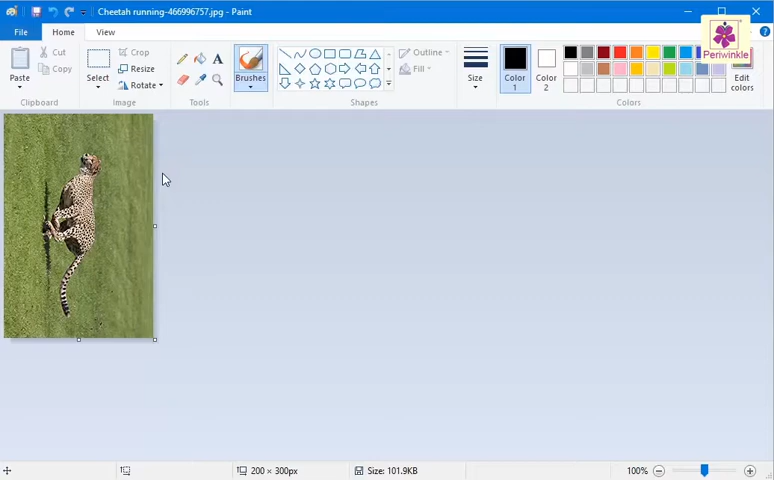 Cheetah running-466996757.jpg - Paint
File Home View
Paste
Cut
Copy
Clipboard
Select
Crop
Resize
Rotate
Image
A
Tools
Brushes
Outline
Fill
Shapes
Size
Color 1
Color 2
Edit colors
Colors
Periwinkle
200 × 300px
Size: 101.9KB
100%